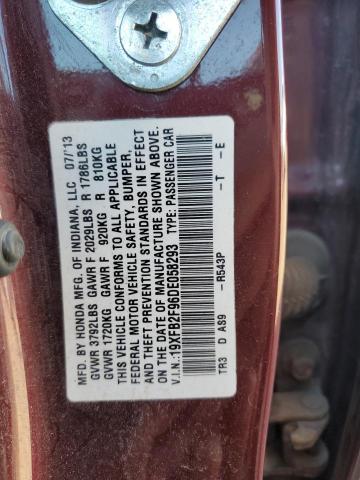 MFD. BY HONDA MFG. OF INDIANA, LLC 07/'13
GVWR 3792LBS GAWR F 2029LBS R 1786LBS
GVWR 1720KG GAWR F 920KG R 810KG
THIS VEHICLE CONFORMS TO ALL APPLICABLE
FEDERAL MOTOR VEHICLE SAFETY, BUMPER,
AND THEFT PREVENTION STANDARDS IN EFFECT
ON THE DATE OF MANUFACTURE SHOWN ABOVE.
V.I.N.:19XFB2F96DE058293 TYPE: PASSENGER CAR
TR3 D AS9 -R543P -T -E